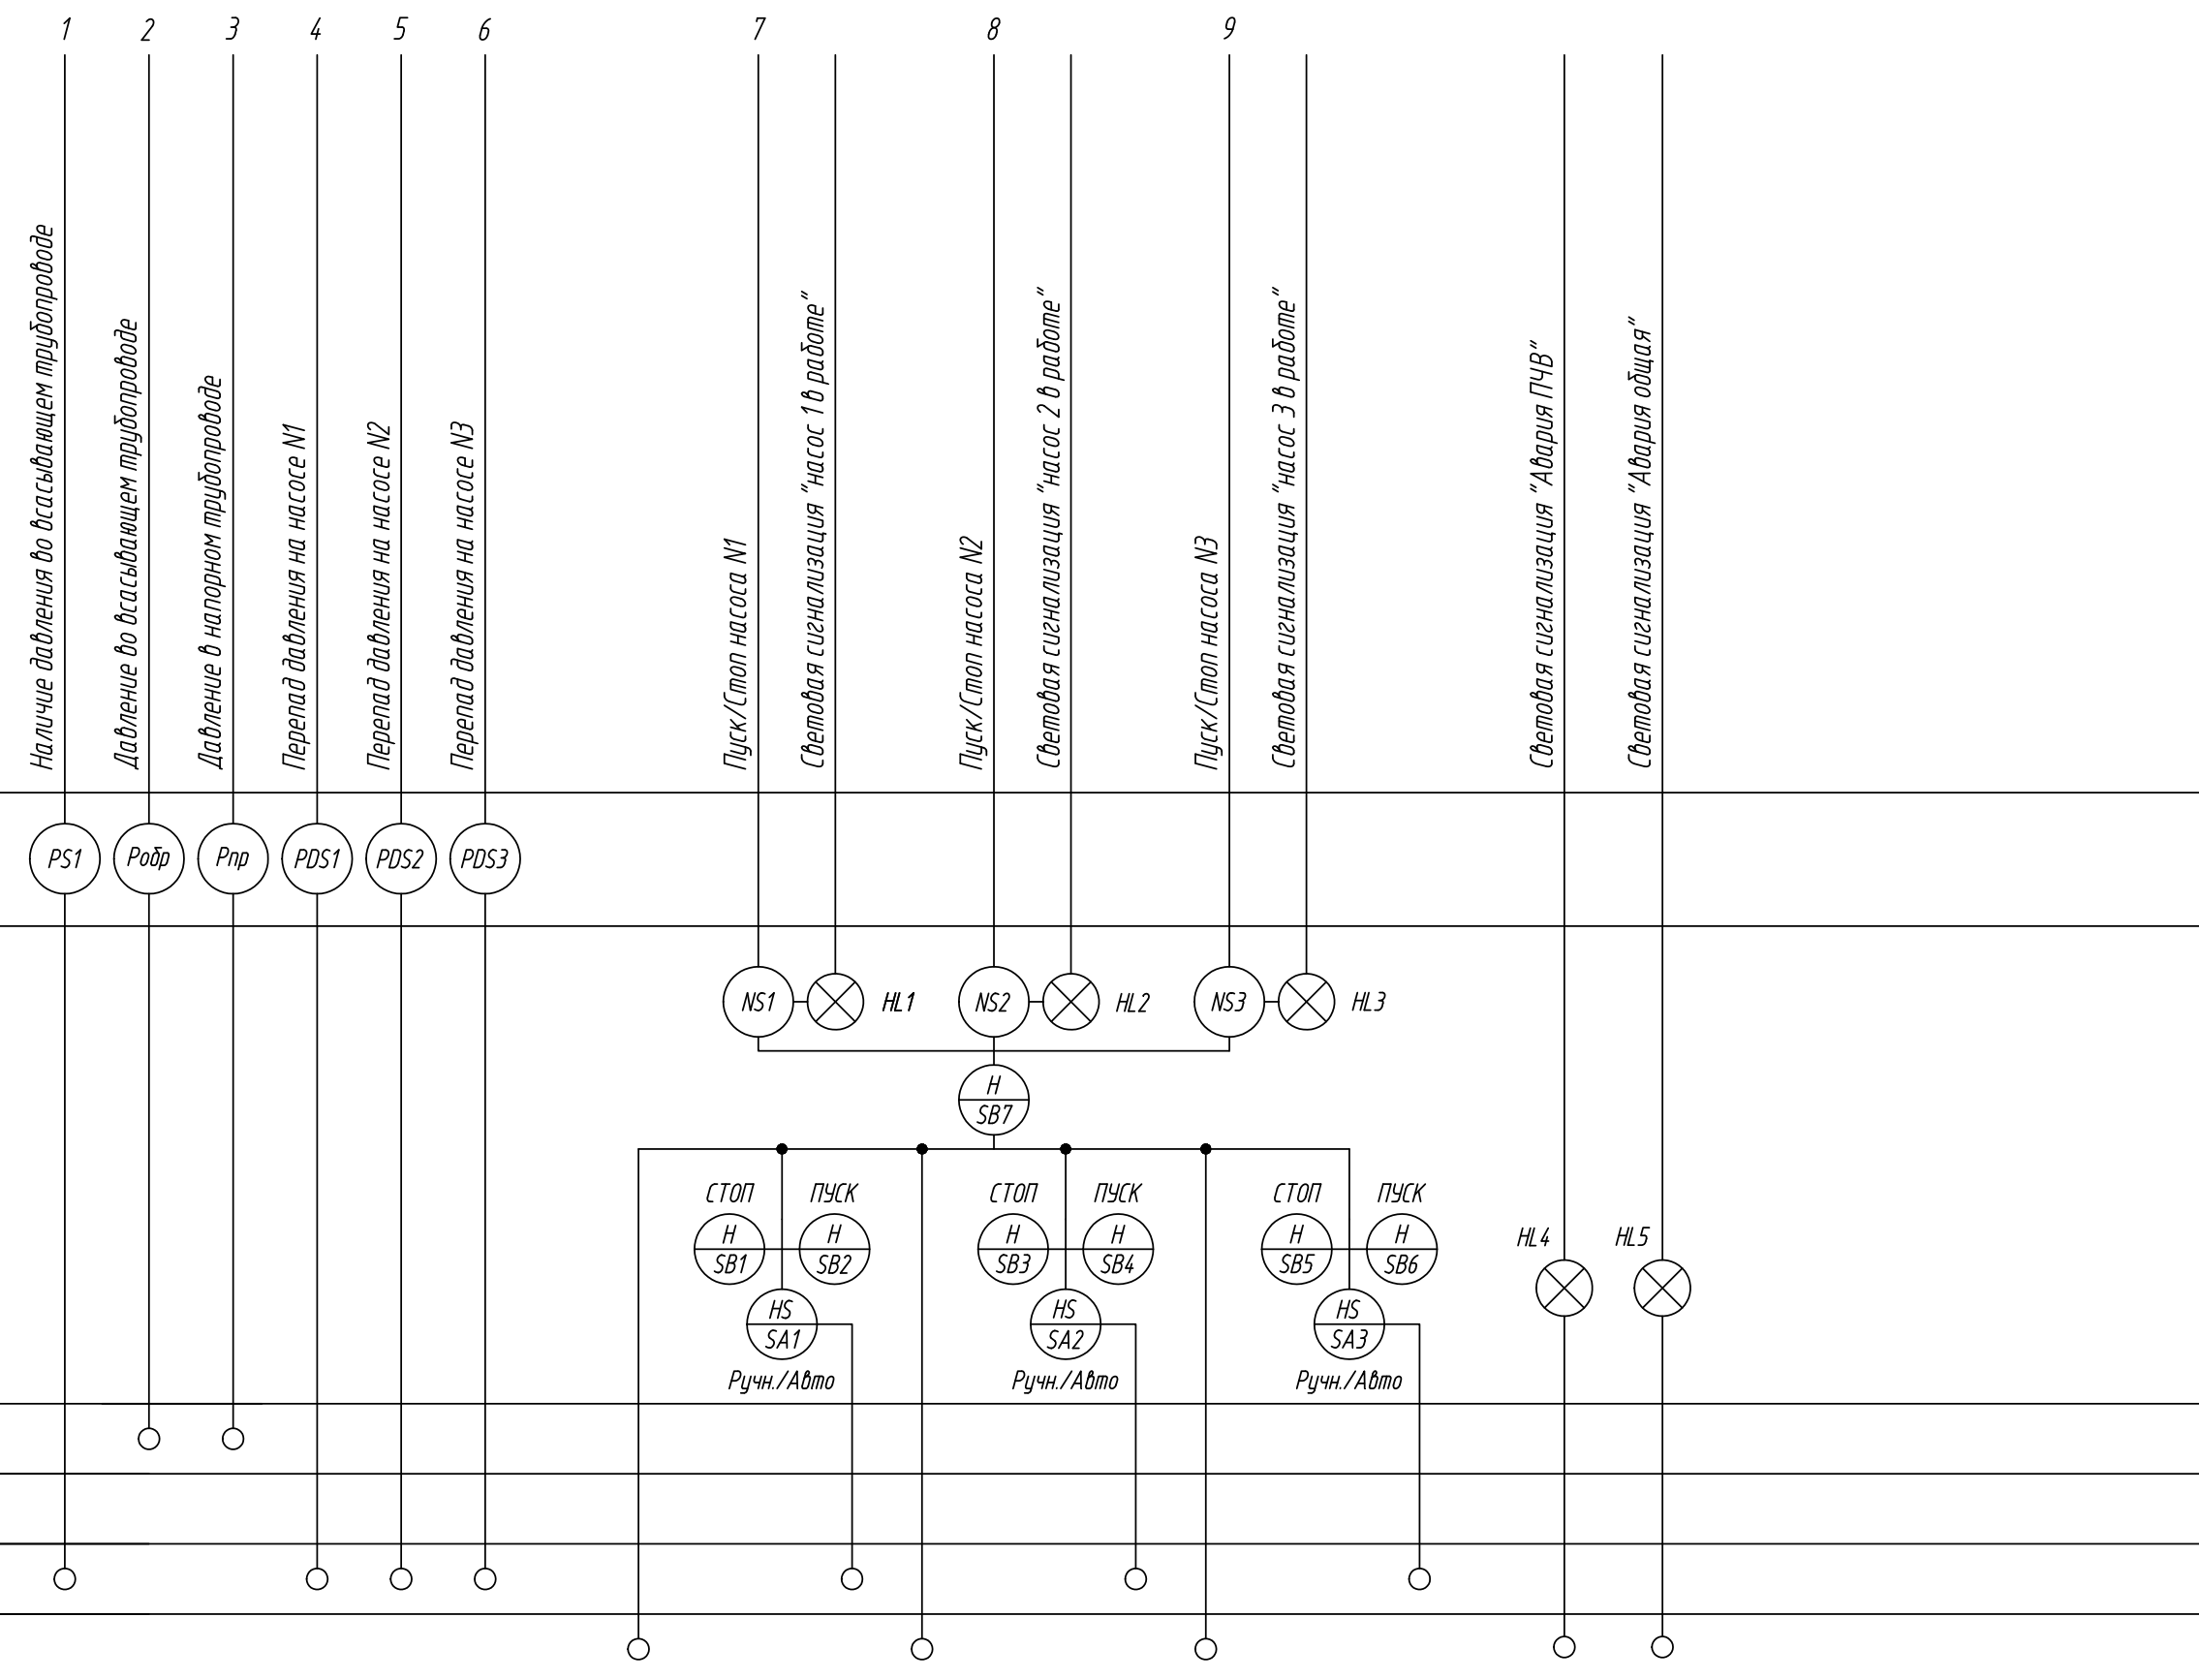 1 2 3 4 5 6 7 8 9
Наличие давления во всасывающем трубопроводе
Давление во всасывающем трубопроводе
Давление в напорном трубопроводе
Перепад давления на насосе N1
Перепад давления на насосе N2
Перепад давления на насосе N3
Пуск/Стоп насоса N1
Световая сигнализация "насос 1 в работе"
Пуск/Стоп насоса N2
Световая сигнализация "насос 2 в работе"
Пуск/Стоп насоса N3
Световая сигнализация "насос 3 в работе"
Световая сигнализация "Авария ПЧВ"
Световая сигнализация "Авария общая"
PS1 Робр Рпр PDS1 PDS2 PDS3
NS1 HL1 NS2 HL2 NS3 HL3
H
SB7
СТОП ПУСК СТОП ПУСК СТОП ПУСК
H H H H H H
SB1 SB2 SB3 SB4 SB5 SB6
HL4 HL5
HS HS HS
SA1 SA2 SA3
Ручн./Авто Ручн./Авто Ручн./Авто